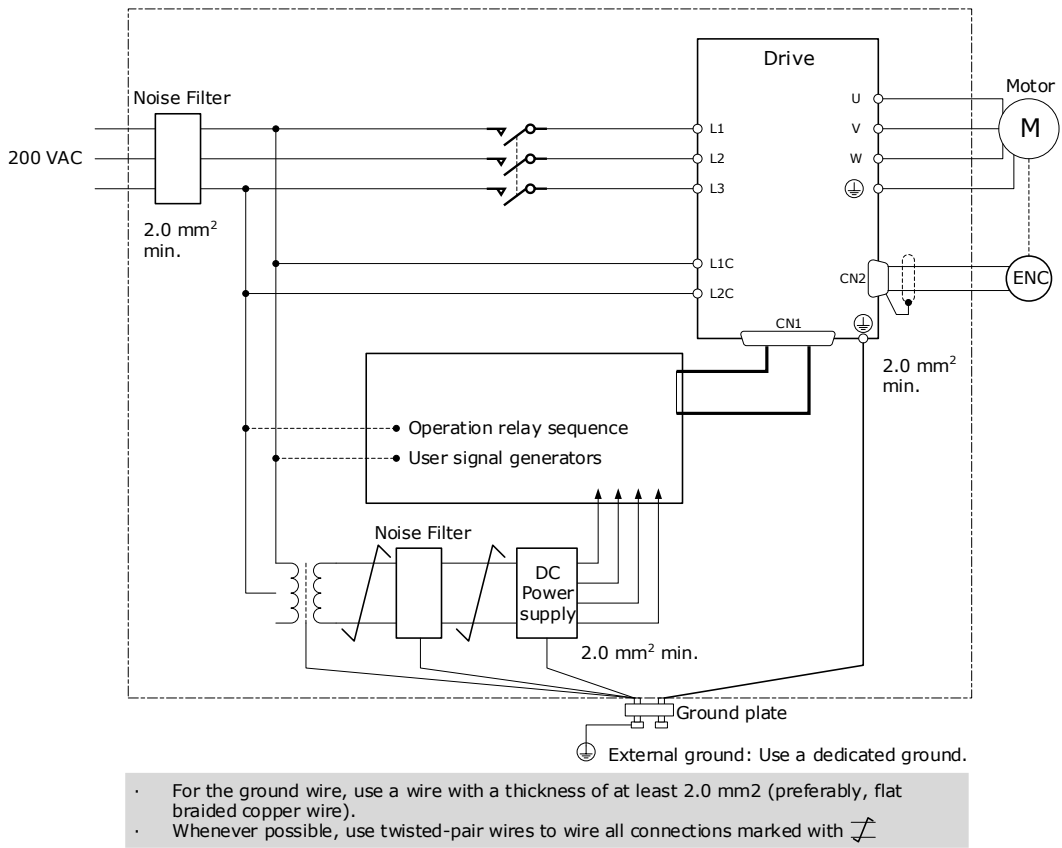 Drive
Noise Filter
Motor
U
V
W
M
L1
L2
L3
200 VAC
2.0 mm²
min.
L1C
L2C
CN2
ENC
CN1
2.0 mm²
min.
Operation relay sequence
User signal generators
Noise Filter
DC
Power
supply
2.0 mm² min.
Ground plate
External ground: Use a dedicated ground.
· For the ground wire, use a wire with a thickness of at least 2.0 mm2 (preferably, flat
braided copper wire).
· Whenever possible, use twisted-pair wires to wire all connections marked with